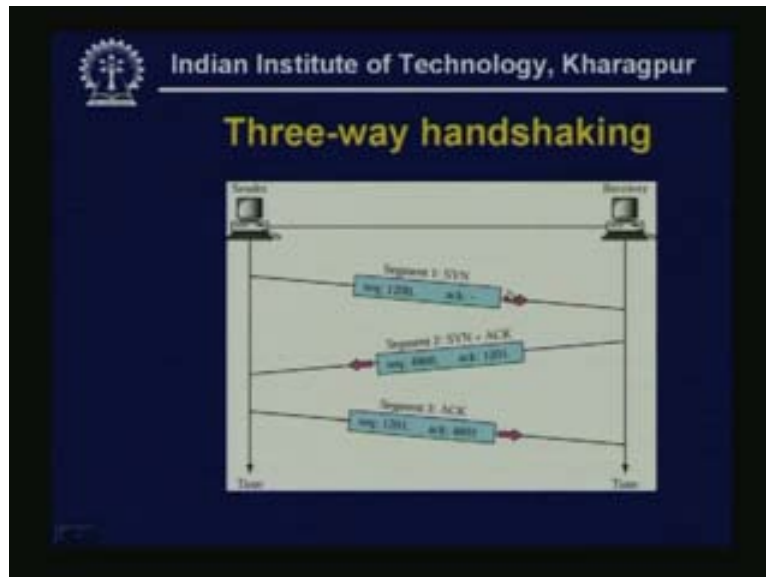 Indian Institute of Technology, Kharagpur
Three-way handshaking
Sender Receiver
Segment 1: SYN
seq: 1200, ack: -
Segment 2: SYN + ACK
seq: 4800, ack: 1201
Segment 3: ACK
seq: 1201, ack: 4801
Time Time